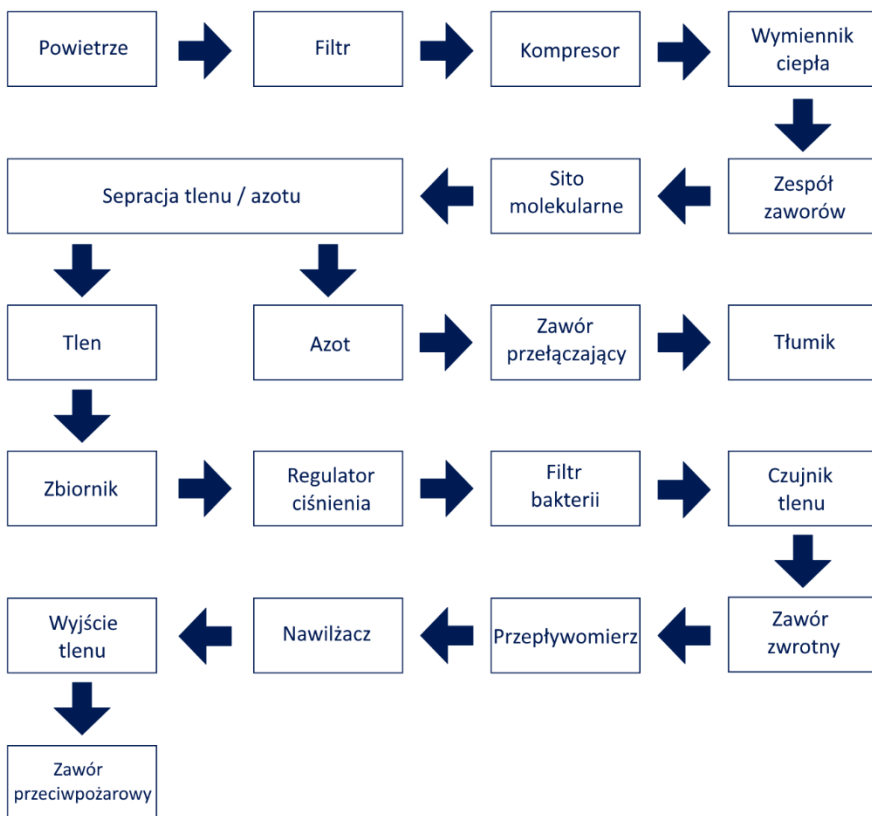 Powietrze
Filtr
Kompresor
Wymiennik
ciepła
Sepracja tlenu / azotu
Sito
molekularne
Zespół
zaworów
Tlen
Azot
Zawór
przełączający
Tłumik
Zbiornik
Regulator
ciśnienia
Filtr
bakterii
Czujnik
tlenu
Wyjście
tlenu
Nawilżacz
Przepływomierz
Zawór
zwrotny
Zawór
przeciwpożarowy